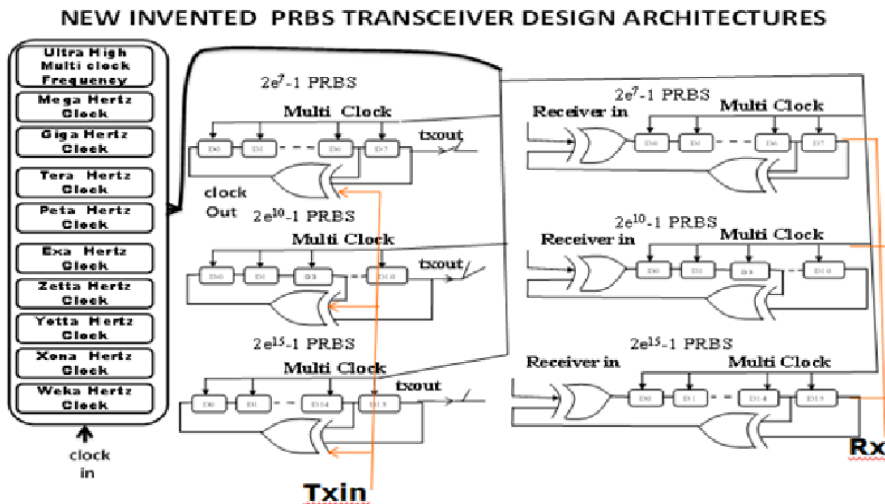 NEW INVENTED PRBS TRANSCEIVER DESIGN ARCHITECTURES
Ultra High
Multi clock
Frequency
Mega Hertz
Clock
Giga Hertz
Clock
Tera Hertz
Clock
Peta Hertz
Clock
Exa Hertz
Clock
Zetta Hertz
Clock
Yotta Hertz
Clock
Xona Hertz
Clock
Weka Hertz
Clock
clock
in
2e⁷-1 PRBS
Multi Clock
txout
D0 D1 D6 D7
clock
Out
2e¹⁰-1 PRBS
Multi Clock
txout
D0 D1 D3 D10
2e¹⁵-1 PRBS
Multi Clock
txout
D0 D1 D14 D15
Txin
2e⁷-1 PRBS
Receiver in
Multi Clock
D0 D1 D6 D7
2e¹⁰-1 PRBS
Receiver in
Multi Clock
D0 D1 D3 D10
2e¹⁵-1 PRBS
Receiver in
Multi Clock
D0 D1 D14 D15
Rx